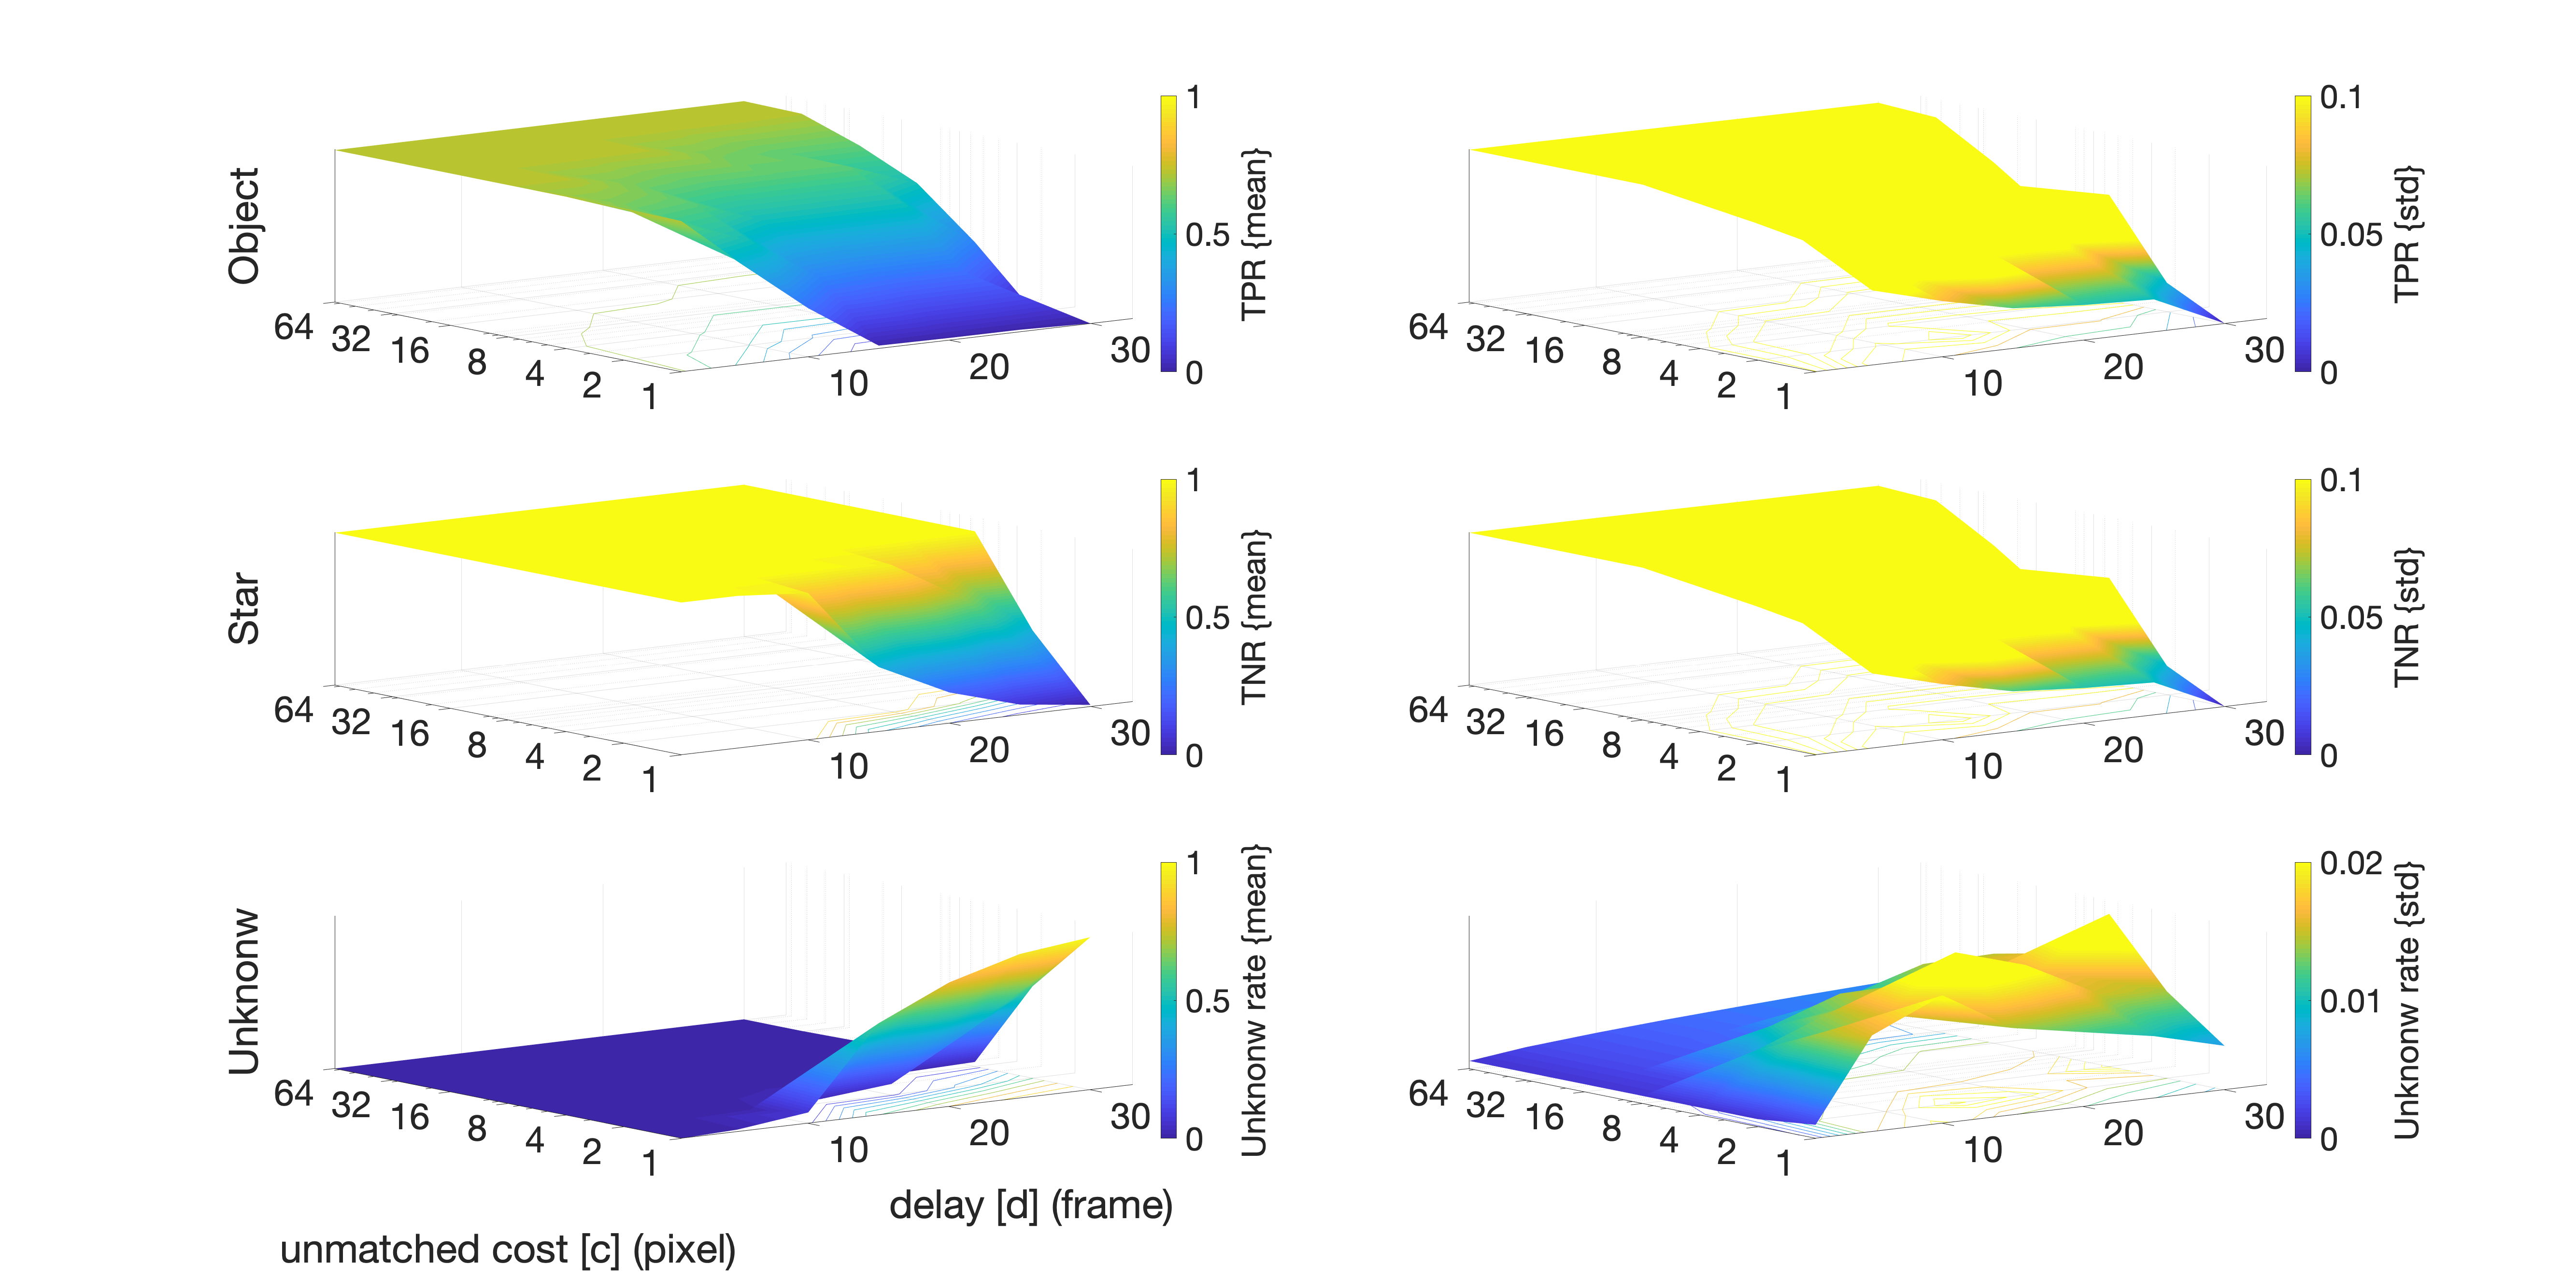 Object
64 32 16 8 4 2 1
10 20 30
1
0.5
0
TPR {mean}
64 32 16 8 4 2 1
10 20 30
0.1
0.05
0
TPR {std}
Star
64 32 16 8 4 2 1
10 20 30
1
0.5
0
TNR {mean}
64 32 16 8 4 2 1
10 20 30
0.1
0.05
0
TNR {std}
Unknonw
64 32 16 8 4 2 1
10 20 30
1
0.5
0
Unknonw rate {mean}
64 32 16 8 4 2 1
10 20 30
0.02
0.01
0
Unknonw rate {std}
delay [d] (frame)
unmatched cost [c] (pixel)